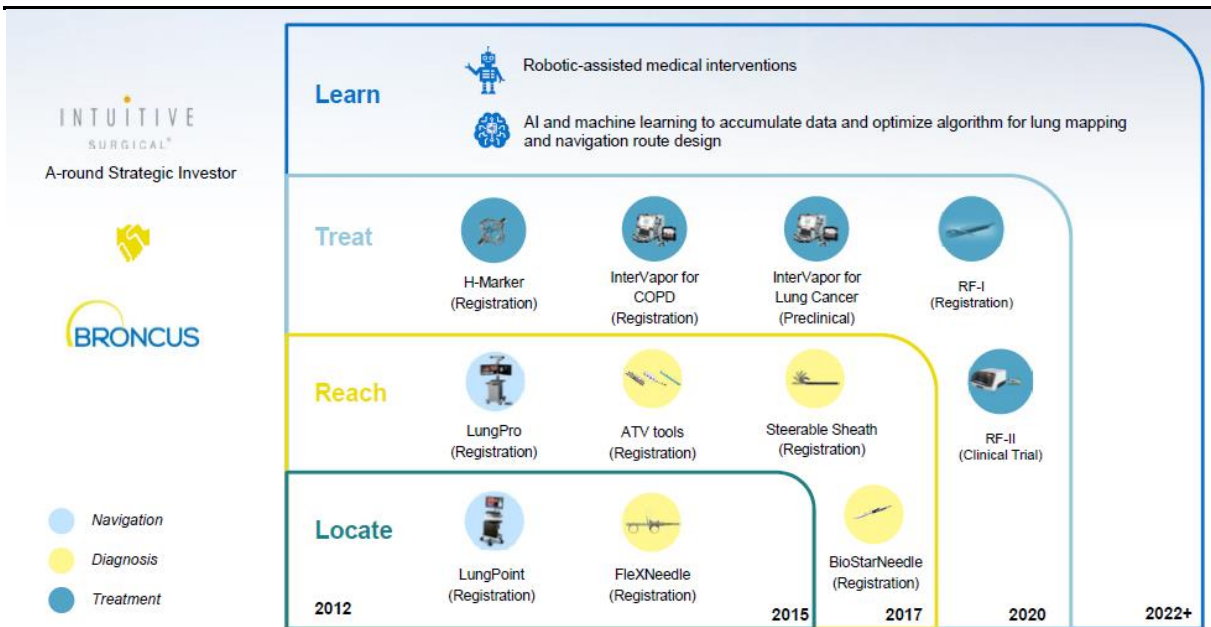 INTUITIVE
SURGICAL®
A-round Strategic Investor
BRONCUS
Navigation
Diagnosis
Treatment
Learn
Robotic-assisted medical interventions
AI and machine learning to accumulate data and optimize algorithm for lung mapping
and navigation route design
Treat
H-Marker
(Registration)
InterVapor for
COPD
(Registration)
InterVapor for
Lung Cancer
(Preclinical)
RF-I
(Registration)
Reach
LungPro
(Registration)
ATV tools
(Registration)
Steerable Sheath
(Registration)
RF-II
(Clinical Trial)
Locate
LungPoint
(Registration)
FleXNeedle
(Registration)
BioStarNeedle
(Registration)
2012
2015
2017
2020
2022+